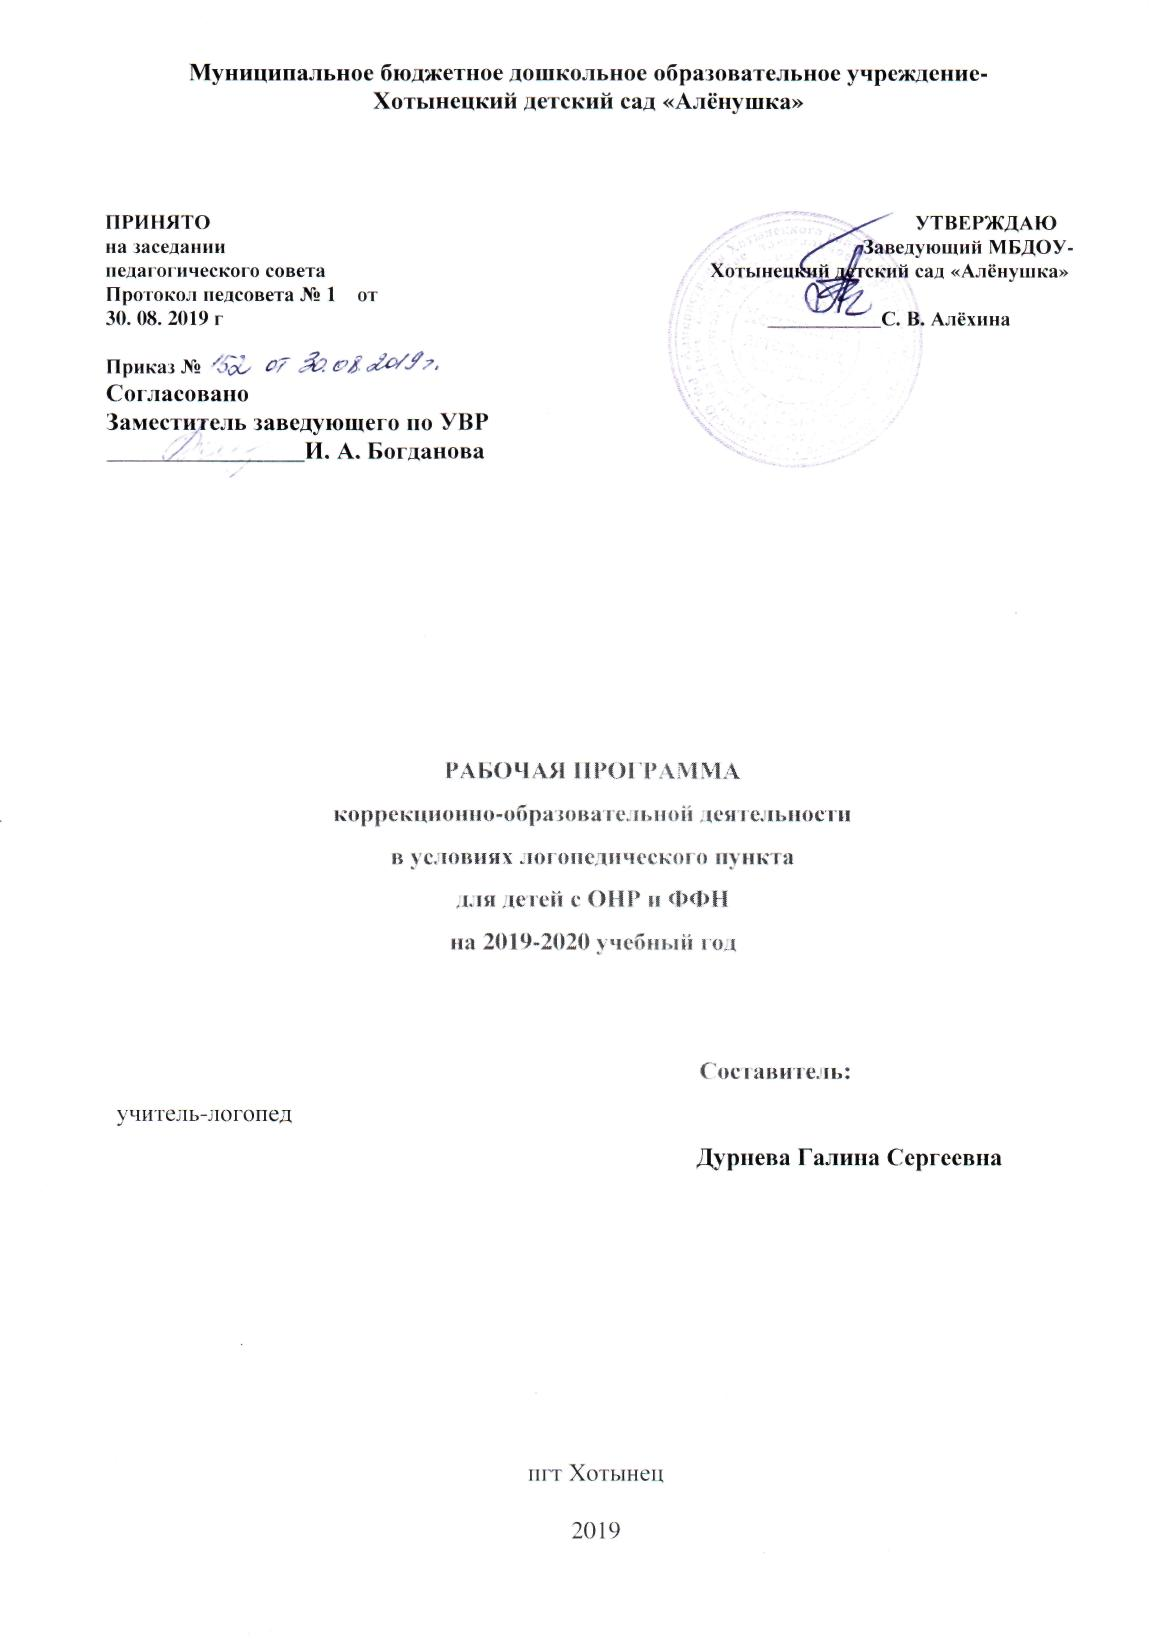 Муниципальное бюджетное дошкольное образовательное учреждение-
Хотынецкий детский сад «Алёнушка»
ПРИНЯТО
на заседании
педагогического совета
Протокол педсовета № 1 от
30. 08. 2019 г
Приказ № 152 от 30.08.2019г.
Согласовано
Заместитель заведующего по УВР
________________И. А. Богданова
УТВЕРЖДАЮ
Заведующий МБДОУ-
Хотынецкий детский сад «Алёнушка»
___________С. В. Алёхина
РАБОЧАЯ ПРОГРАММА
коррекционно-образовательной деятельности
в условиях логопедического пункта
для детей с ОНР и ФФН
на 2019-2020 учебный год
Составитель:
учитель-логопед
Дурнева Галина Сергеевна
пгт Хотынец
2019